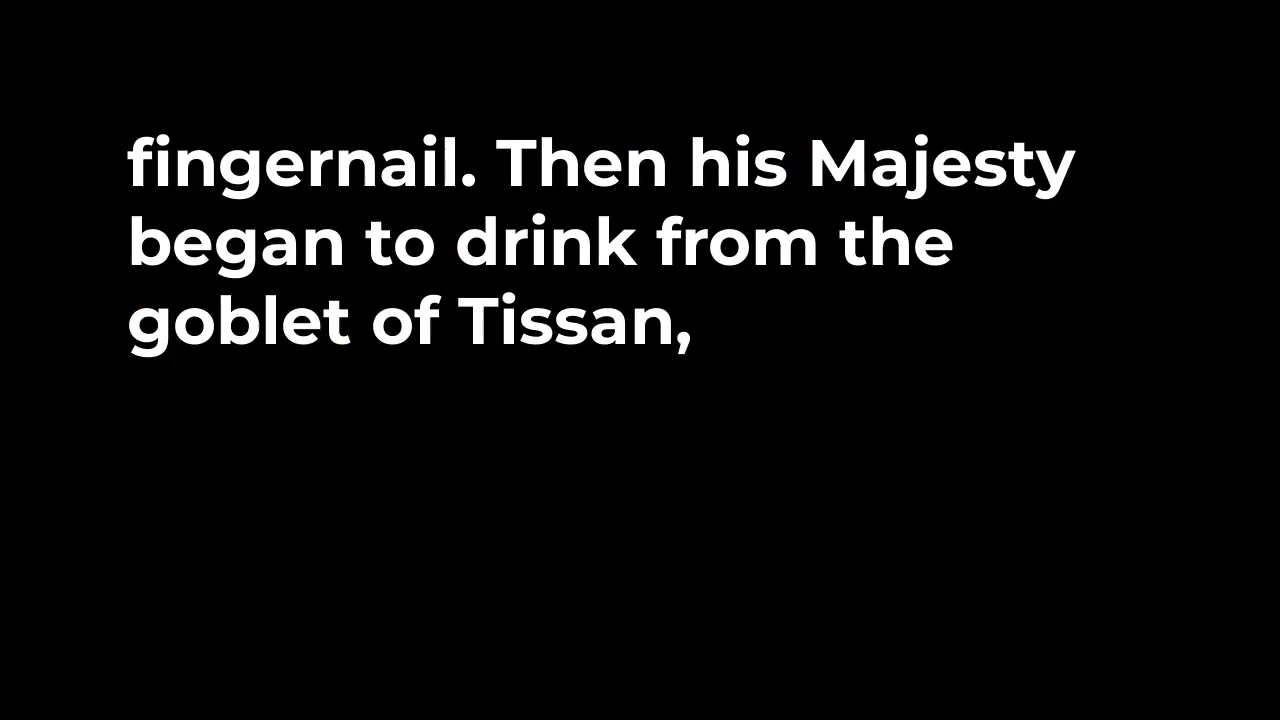 fingernail. Then his Majesty
began to drink from the
goblet of Tissan,